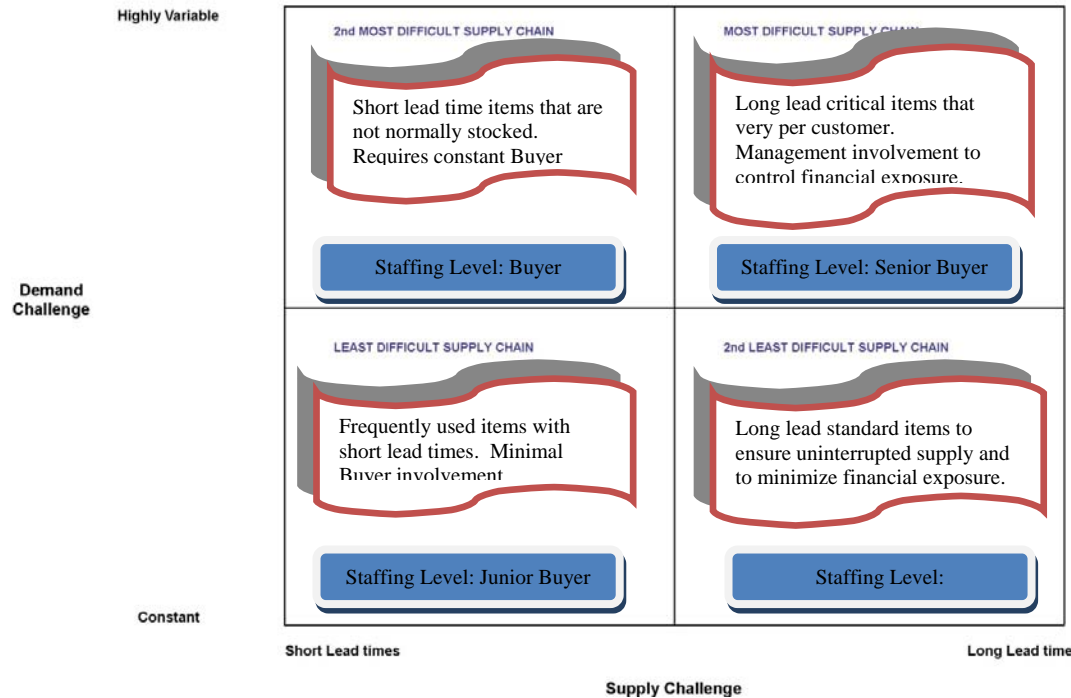 Highly Variable
2nd MOST DIFFICULT SUPPLY CHAIN
Short lead time items that are
not normally stocked.
Requires constant Buyer
Staffing Level: Buyer
MOST DIFFICULT SUPPLY CHAIN
Long lead critical items that
very per customer.
Management involvement to
control financial exposure.
Staffing Level: Senior Buyer
Demand
Challenge
LEAST DIFFICULT SUPPLY CHAIN
Frequently used items with
short lead times. Minimal
Buyer involvement
Staffing Level: Junior Buyer
2nd LEAST DIFFICULT SUPPLY CHAIN
Long lead standard items to
ensure uninterrupted supply and
to minimize financial exposure.
Staffing Level:
Constant
Short Lead times
Long Lead time
Supply Challenge